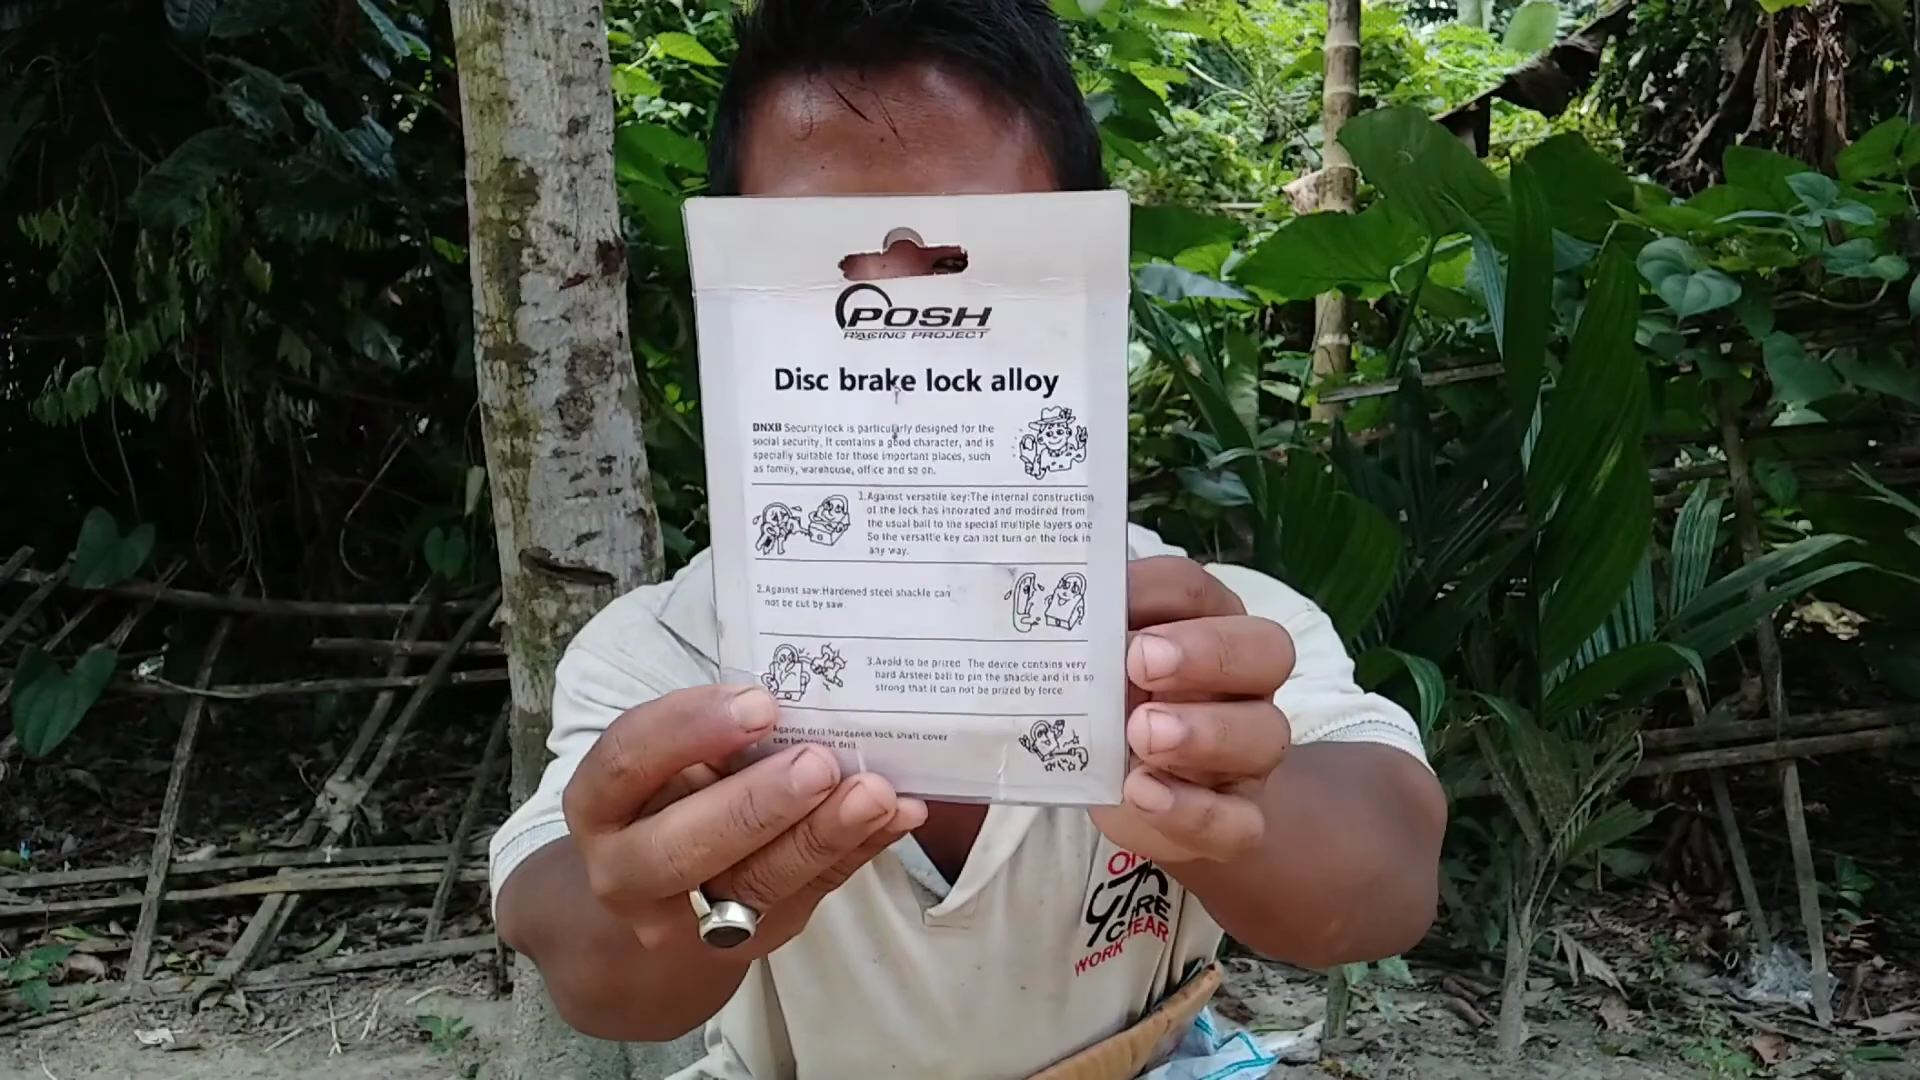 POSH
RACING PROJECT
Disc brake lock alloy
DNXB Security lock is particularly designed for the
social security. It contains a good character, and is
specially suitable for those important places, such
as family, warehouse, office and so on.
1.Against versatile key:The internal construction
of the lock has innovated and modined from
the usual ball to the special multiple layers one
So the versatile key can not turn on the lock in
any way.
2.Against saw:Hardened steel shackle can
not be cut by saw.
3.Avoid to be prized. The device contains very
hard Arsteel ball to pin the shackle and it is so
strong that it can not be prized by force.
Against drill:Hardened lock shaft cover
can drill
WORK